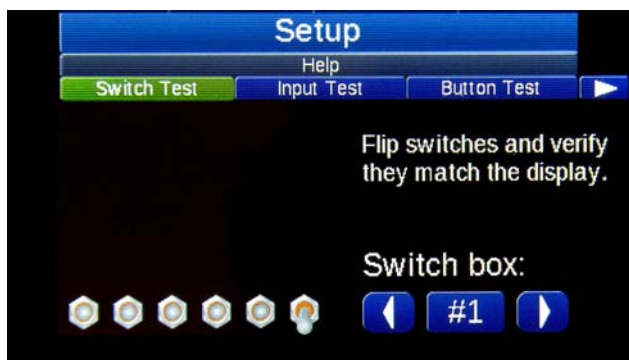 Setup
Help
Switch Test
Input Test
Button Test
Flip switches and verify
they match the display.
Switch box:
#1